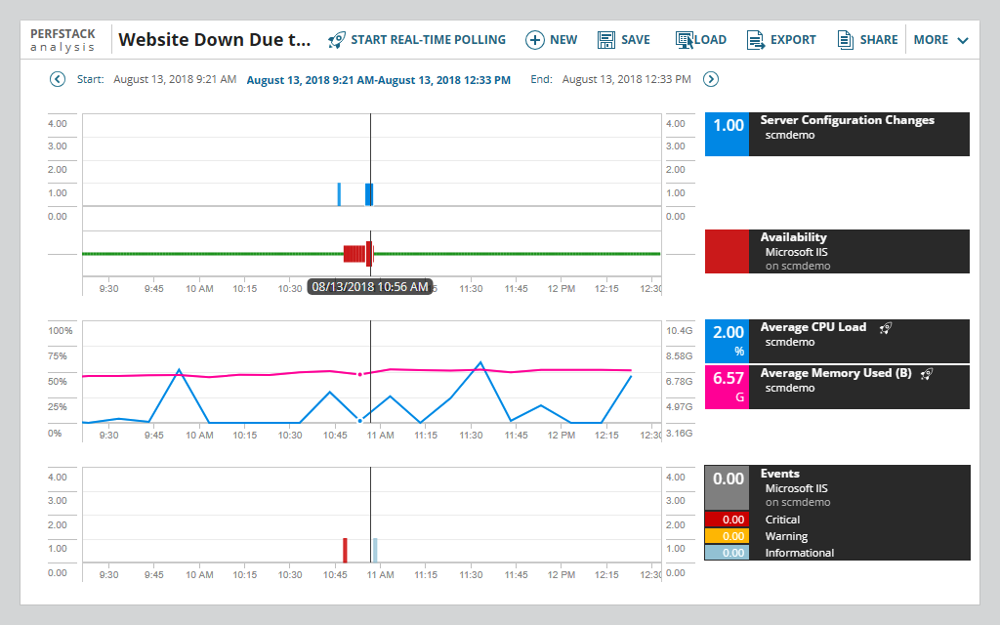 PERFSTACK
analysis
Website Down Due t...
START REAL-TIME POLLING
NEW
SAVE
LOAD
EXPORT
SHARE
MORE
Start: August 13, 2018 9:21 AM
August 13, 2018 9:21 AM-August 13, 2018 12:33 PM
End: August 13, 2018 12:33 PM
4.00
3.00
2.00
1.00
0.00
4.00
3.00
2.00
1.00
0.00
1.00
Server Configuration Changes
scmdemo
Availability
Microsoft IIS
on scmdemo
9:30 9:45 10 AM 10:15 10:30 11:30 11:45 12 PM 12:15 12:30
08/13/2018 10:56 AM
100%
75%
50%
25%
0%
10.4G
8.58G
6.78G
4.97G
3.16G
2.00
%
Average CPU Load
scmdemo
6.57
G
Average Memory Used (B)
scmdemo
9:30 9:45 10 AM 10:15 10:30 10:45 11 AM 11:15 11:30 11:45 12 PM 12:15 12:30
4.00
3.00
2.00
1.00
0.00
4.00
3.00
2.00
1.00
0.00
0.00
Events
Microsoft IIS
on scmdemo
0.00 Critical
0.00 Warning
0.00 Informational
9:30 9:45 10 AM 10:15 10:30 10:45 11 AM 11:15 11:30 11:45 12 PM 12:15 12:30